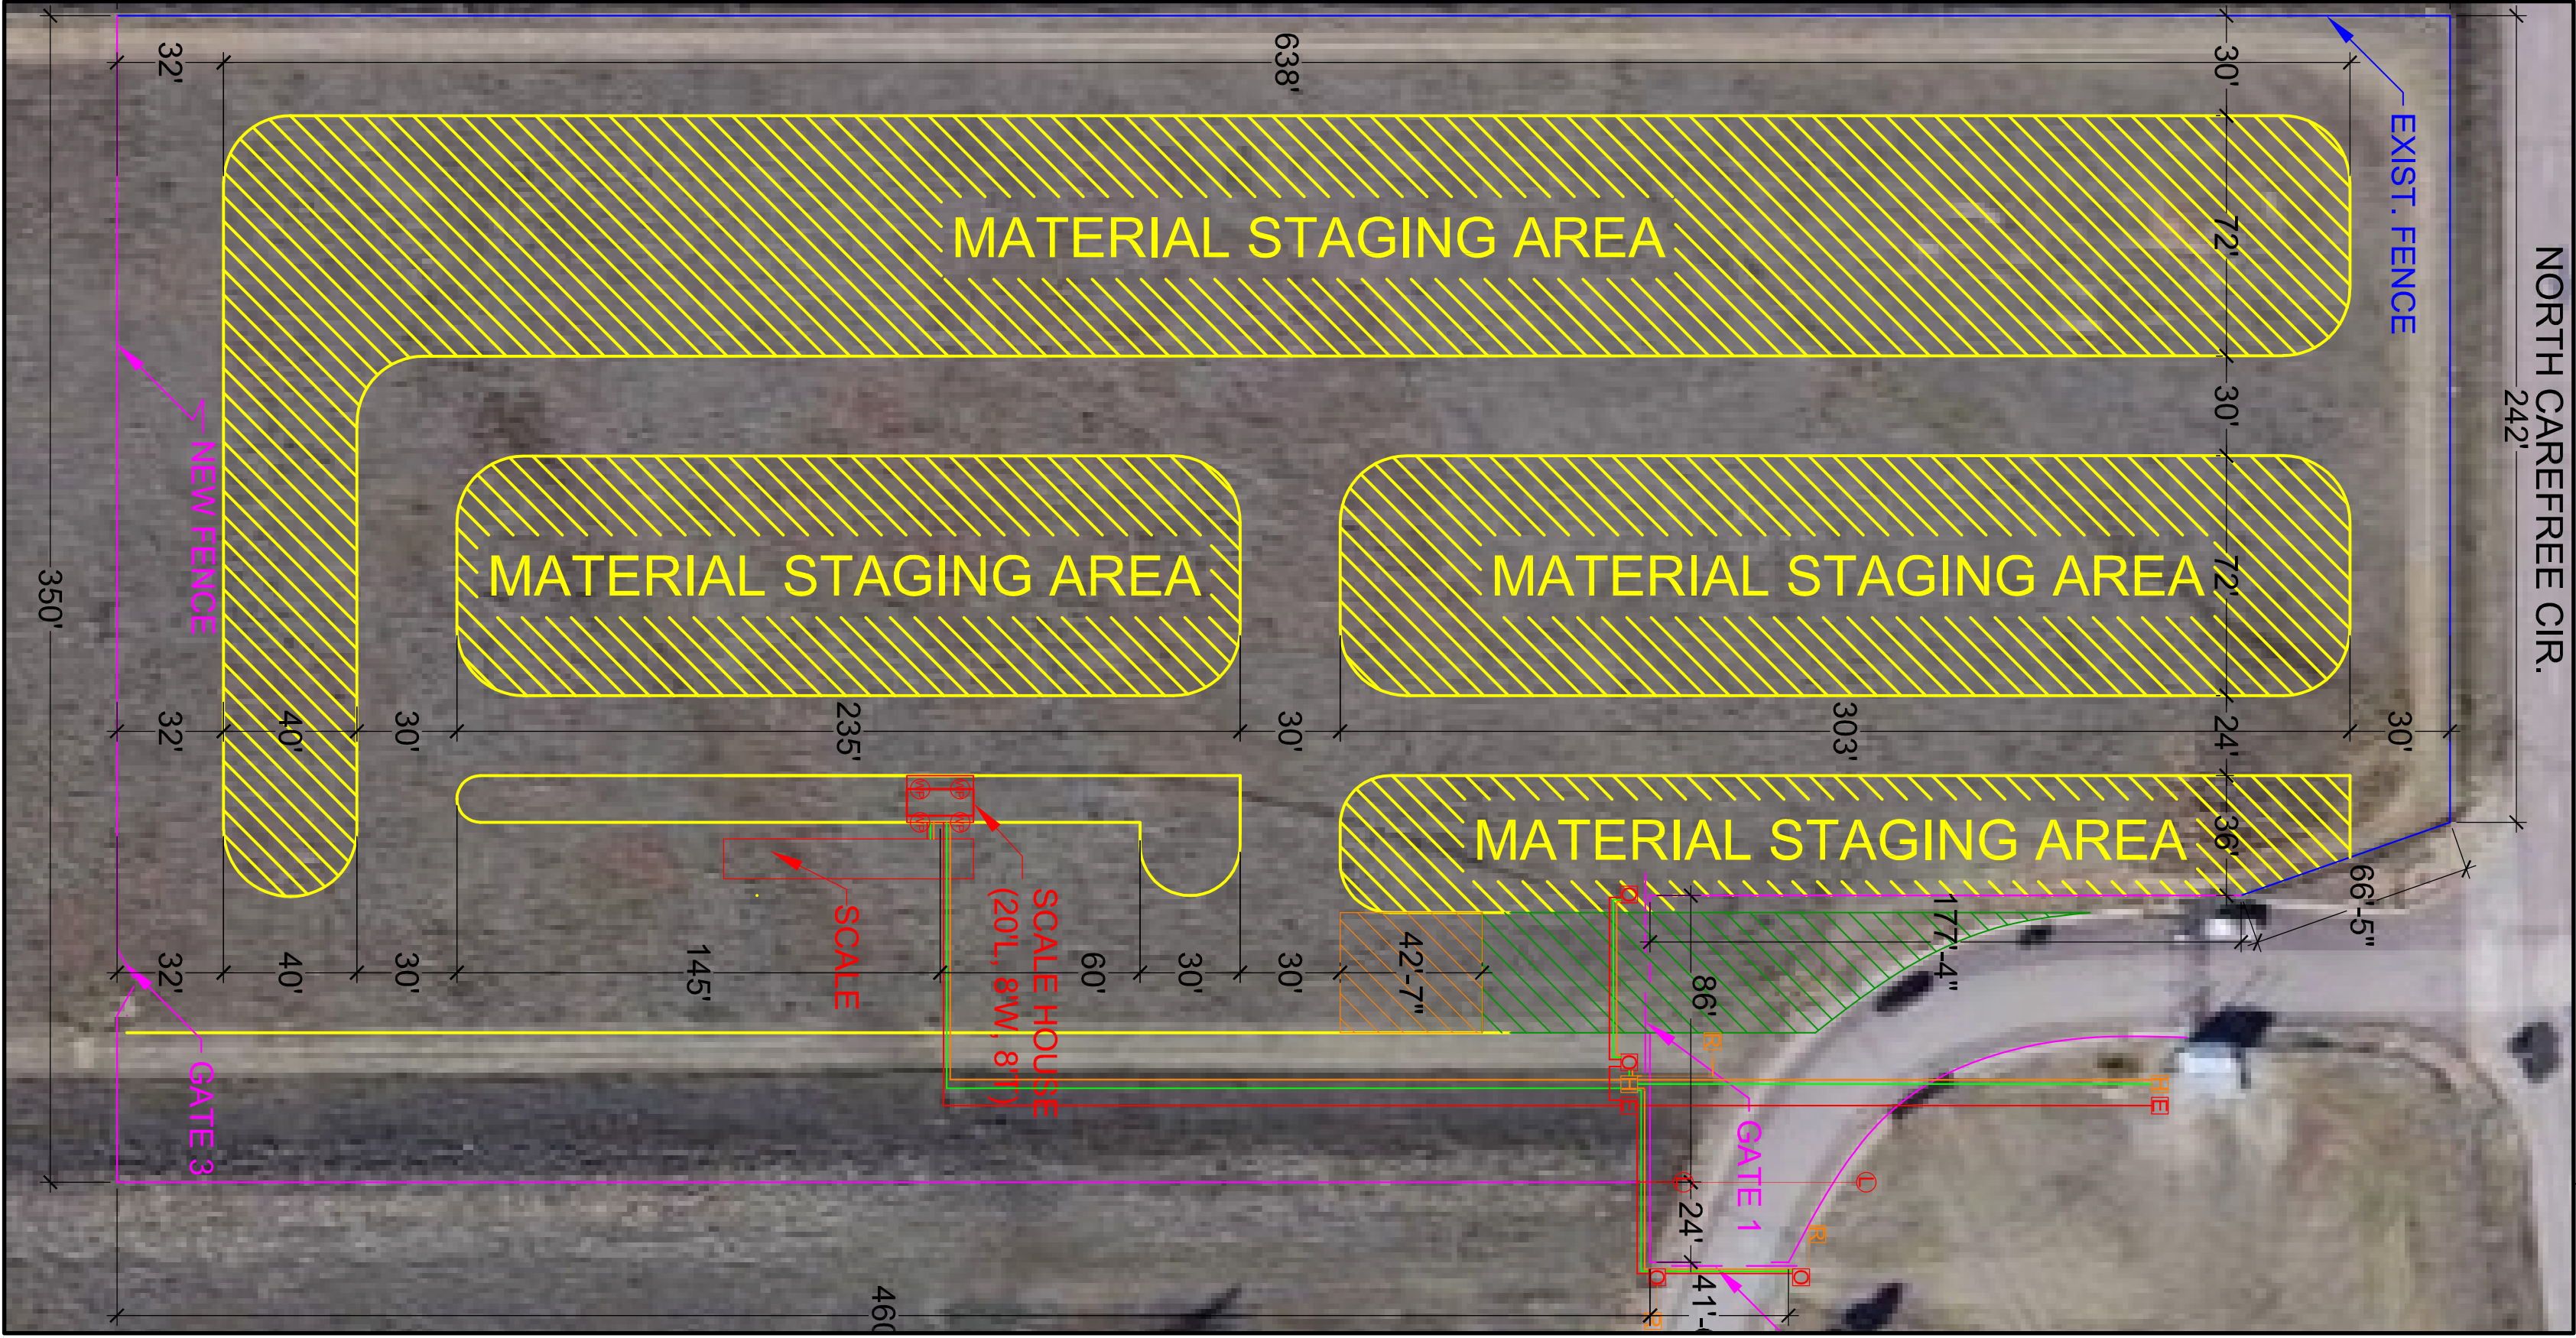 638'
32'
30'
EXIST. FENCE
NORTH CAREFREE CIR.
242'
MATERIAL STAGING AREA
72'
30'
NEW FENCE
350'
MATERIAL STAGING AREA
MATERIAL STAGING AREA
72'
32'
40'
30'
235'
30'
303'
24'
30'
MATERIAL STAGING AREA
36'
66'-5"
SCALE HOUSE
(20'L, 8'W, 8'T)
SCALE
32'
40'
30'
145'
60'
30'
30'
42'-7"
86'
177'-4"
GATE 3
GATE 1
O
O
H
E
R
H
E
L
24'
R
O
O
41'-
460